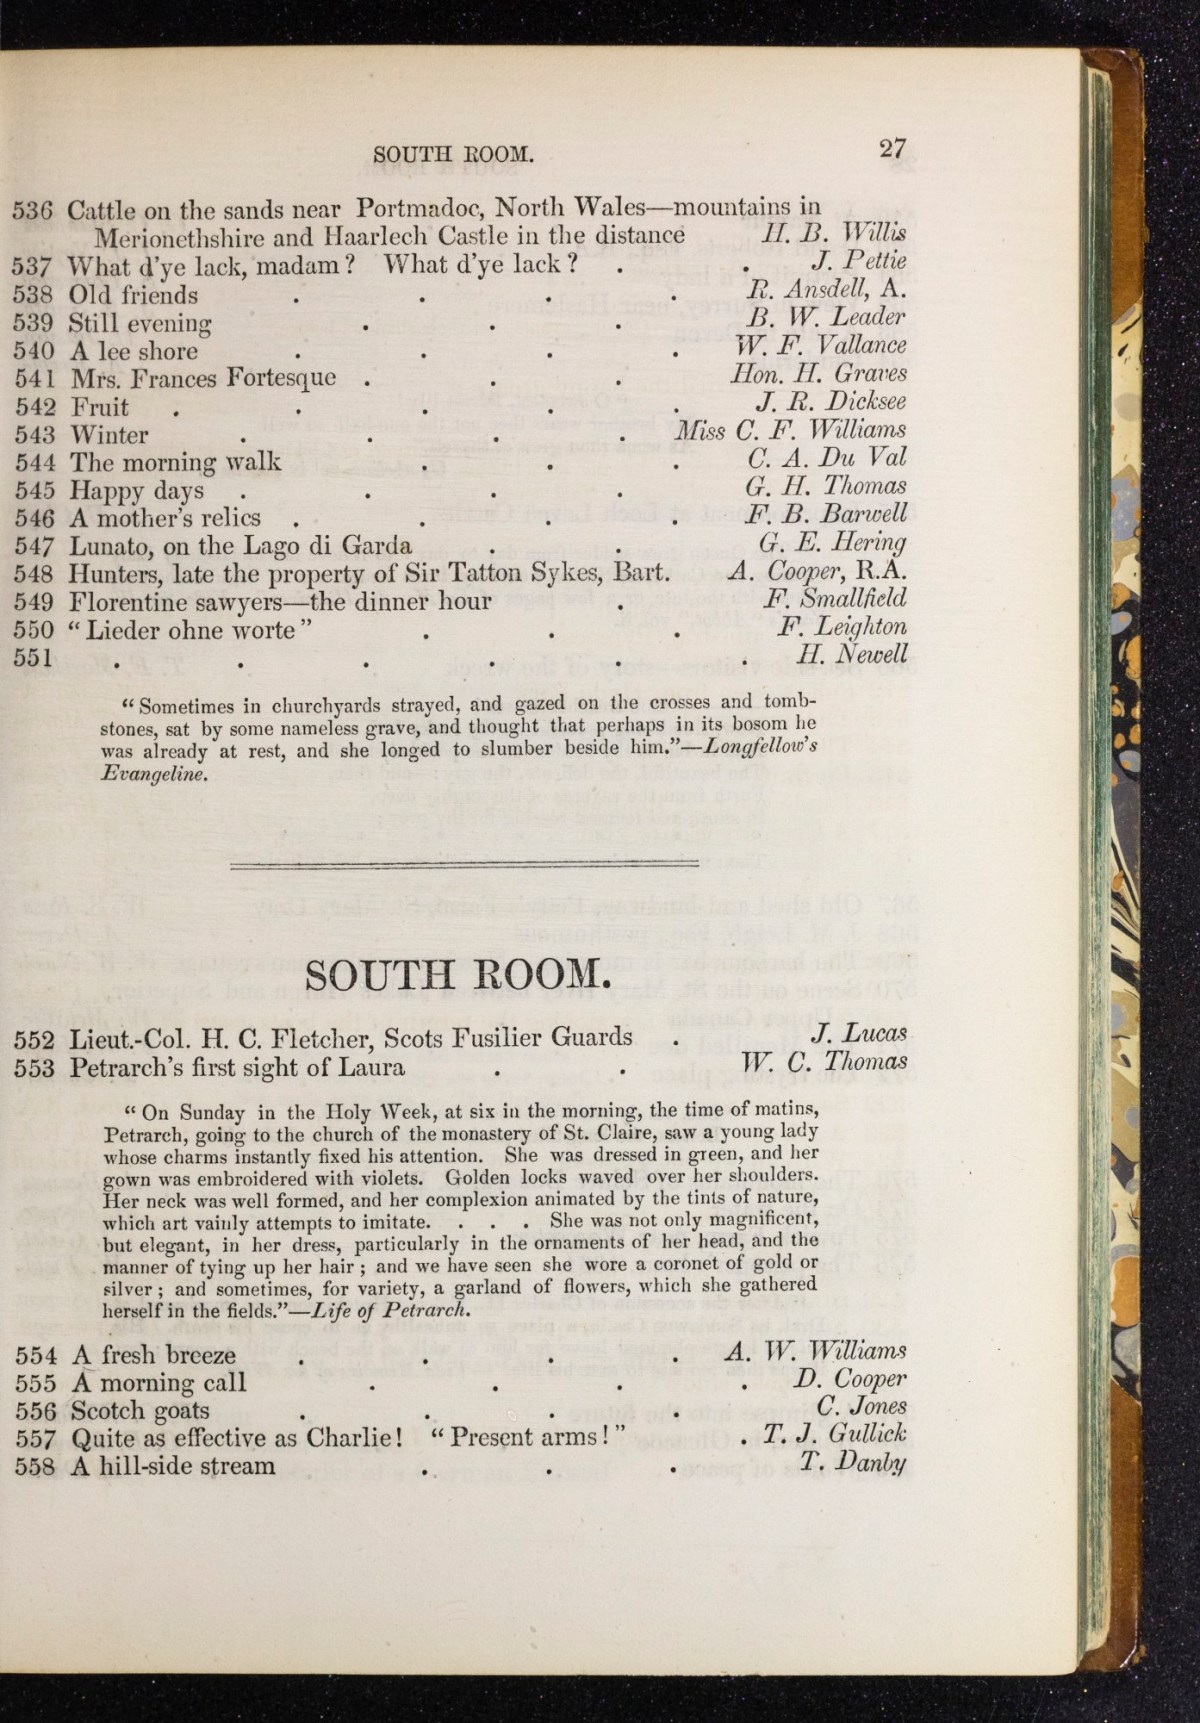 SOUTH ROOM. 27
536 Cattle on the sands near Portmadoc, North Wales—mountains in
Merionethshire and Haarlech Castle in the distance H. B. Willis
537 What d'ye lack, madam? What d'ye lack? . . J. Pettie
538 Old friends . . . . R. Ansdell, A.
539 Still evening . . . B. W. Leader
540 A lee shore . . . . W. F. Vallance
541 Mrs. Frances Fortesque . . . Hon. H. Graves
542 Fruit . . . . . J. R. Dicksee
543 Winter . . . . Miss C. F. Williams
544 The morning walk . . . C. A. Du Val
545 Happy days . . . . G. H. Thomas
546 A mother's relics . . . . F. B. Barwell
547 Lunato, on the Lago di Garda . . G. E. Hering
548 Hunters, late the property of Sir Tatton Sykes, Bart. A. Cooper, R.A.
549 Florentine sawyers—the dinner hour . F. Smallfield
550 “Lieder ohne worte” . . . F. Leighton
551 . . . . . . H. Newell
“Sometimes in churchyards strayed, and gazed on the crosses and tomb-
stones, sat by some nameless grave, and thought that perhaps in its bosom he
was already at rest, and she longed to slumber beside him.”—Longfellow's
Evangeline.
SOUTH ROOM.
552 Lieut.-Col. H. C. Fletcher, Scots Fusilier Guards . J. Lucas
553 Petrarch's first sight of Laura . . W. C. Thomas
“On Sunday in the Holy Week, at six in the morning, the time of matins,
Petrarch, going to the church of the monastery of St. Claire, saw a young lady
whose charms instantly fixed his attention. She was dressed in green, and her
gown was embroidered with violets. Golden locks waved over her shoulders.
Her neck was well formed, and her complexion animated by the tints of nature,
which art vainly attempts to imitate. . . . She was not only magnificent,
but elegant, in her dress, particularly in the ornaments of her head, and the
manner of tying up her hair; and we have seen she wore a coronet of gold or
silver; and sometimes, for variety, a garland of flowers, which she gathered
herself in the fields.”—Life of Petrarch.
554 A fresh breeze . . . . A. W. Williams
555 A morning call . . . . D. Cooper
556 Scotch goats . . . . C. Jones
557 Quite as effective as Charlie! “Present arms!” . T. J. Gullick
558 A hill-side stream . . . T. Danby